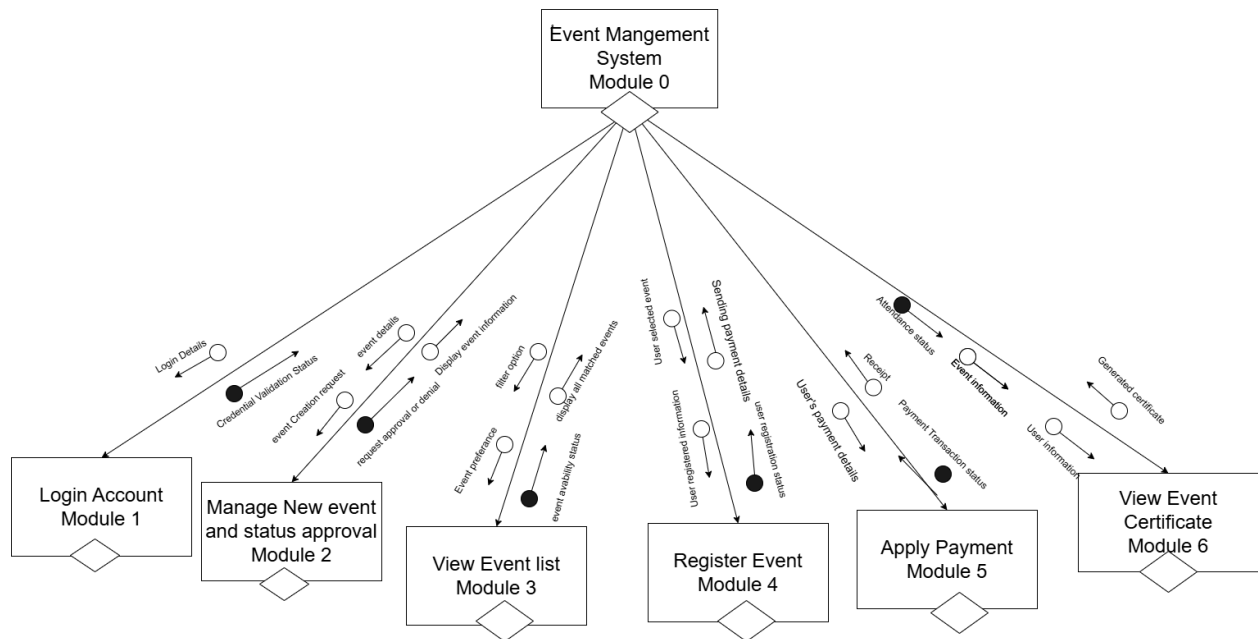 Event Mangement
System
Module 0
Login Details
Credential Validation Status
event details
event Creation request
Display event information
request approval or denial
filter option
Event preferance
display all matched events
event avability status
User selected event
User registered information
Sending payment details
user registration status
Receipt
User's payment details
Payment Transaction status
Attendance status
Event information
User information
Generated certificate
Login Account
Module 1
Manage New event
and status approval
Module 2
View Event list
Module 3
Register Event
Module 4
Apply Payment
Module 5
View Event
Certificate
Module 6